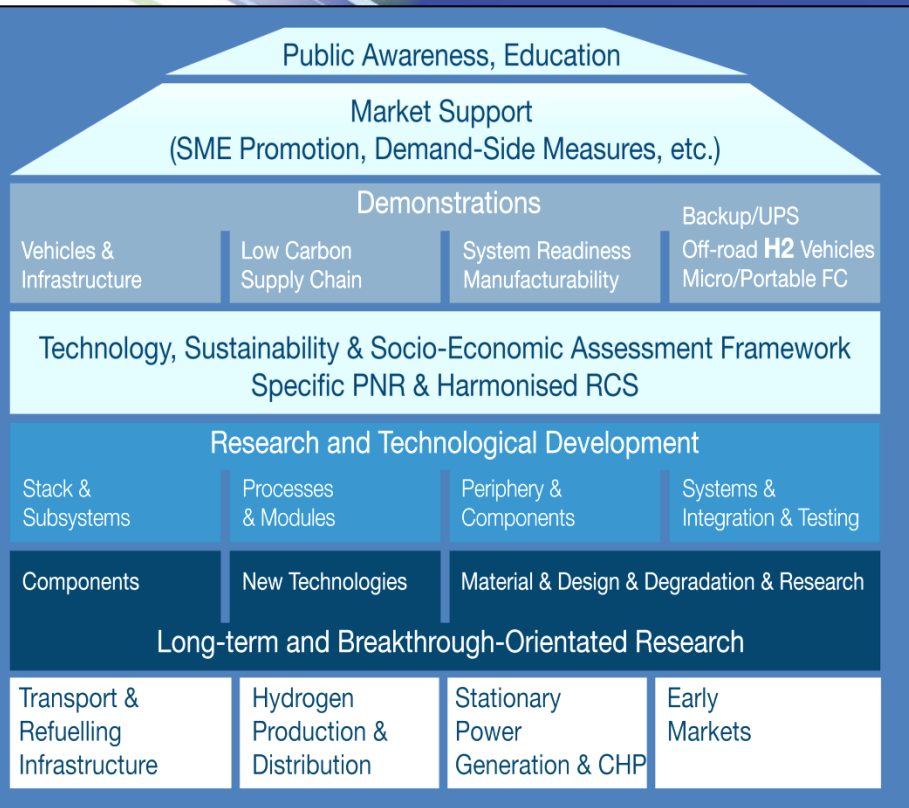 Public Awareness, Education
Market Support
(SME Promotion, Demand-Side Measures, etc.)
Demonstrations
Vehicles &
Infrastructure
Low Carbon
Supply Chain
System Readiness
Manufacturability
Backup/UPS
Off-road H2 Vehicles
Micro/Portable FC
Technology, Sustainability & Socio-Economic Assessment Framework
Specific PNR & Harmonised RCS
Research and Technological Development
Stack &
Subsystems
Processes
& Modules
Periphery &
Components
Systems &
Integration & Testing
Components
New Technologies
Material & Design & Degradation & Research
Long-term and Breakthrough-Orientated Research
Transport &
Refuelling
Infrastructure
Hydrogen
Production &
Distribution
Stationary
Power
Generation & CHP
Early
Markets